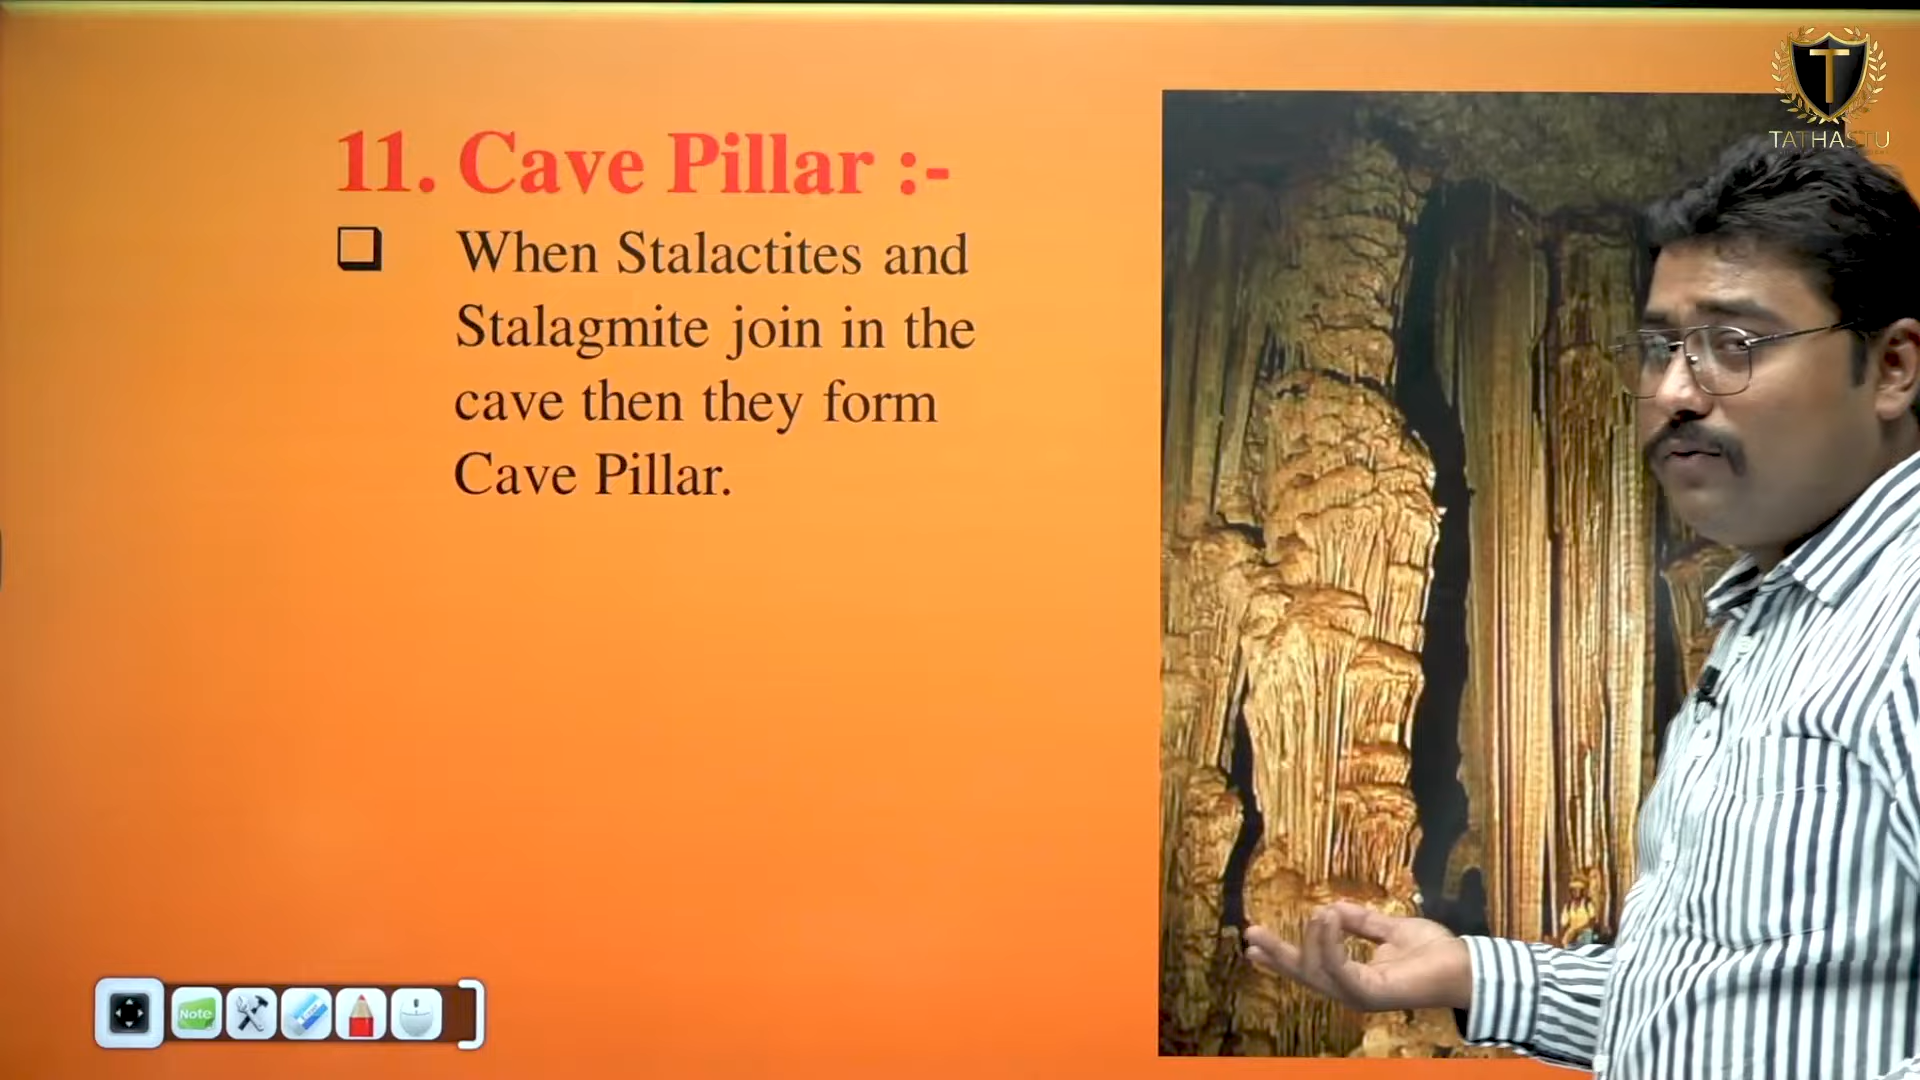 TATHASTU
11. Cave Pillar :-
When Stalactites and
Stalagmite join in the
cave then they form
Cave Pillar.
Note